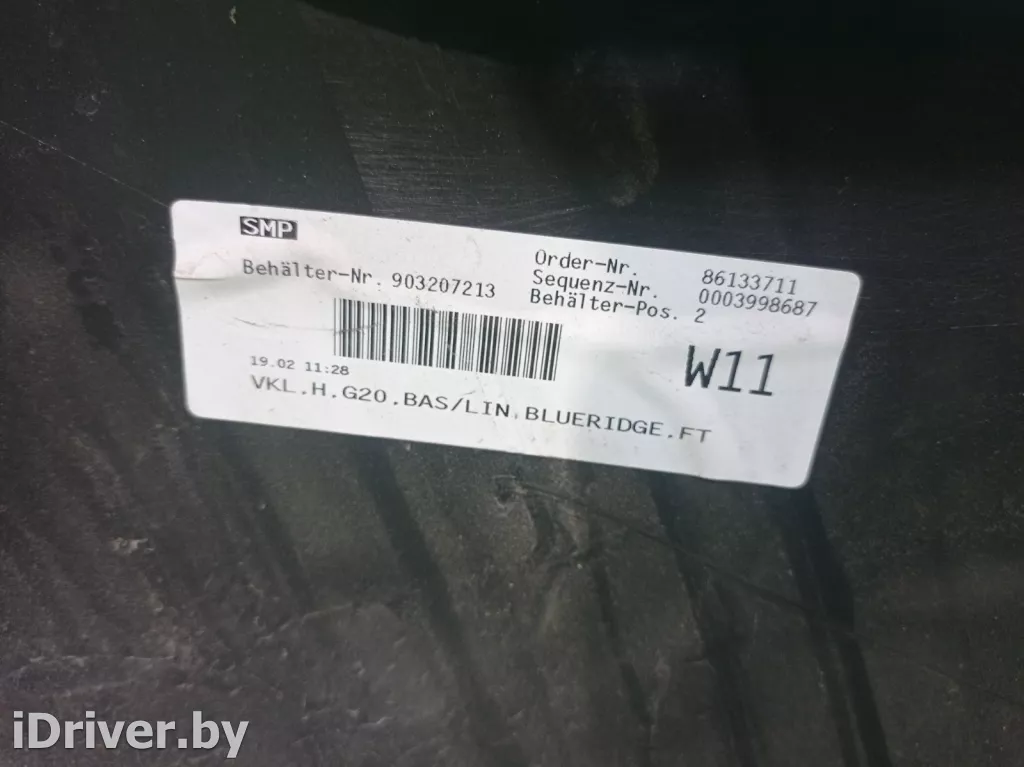 SMP
Behälter-Nr. 903207213
Order-Nr. 86133711
Sequenz-Nr. 0003998687
Behälter-Pos. 2
W11
19.02 11:28
VKL.H.G20.BAS/LIN.BLUERIDGE.FT
iDriver.by